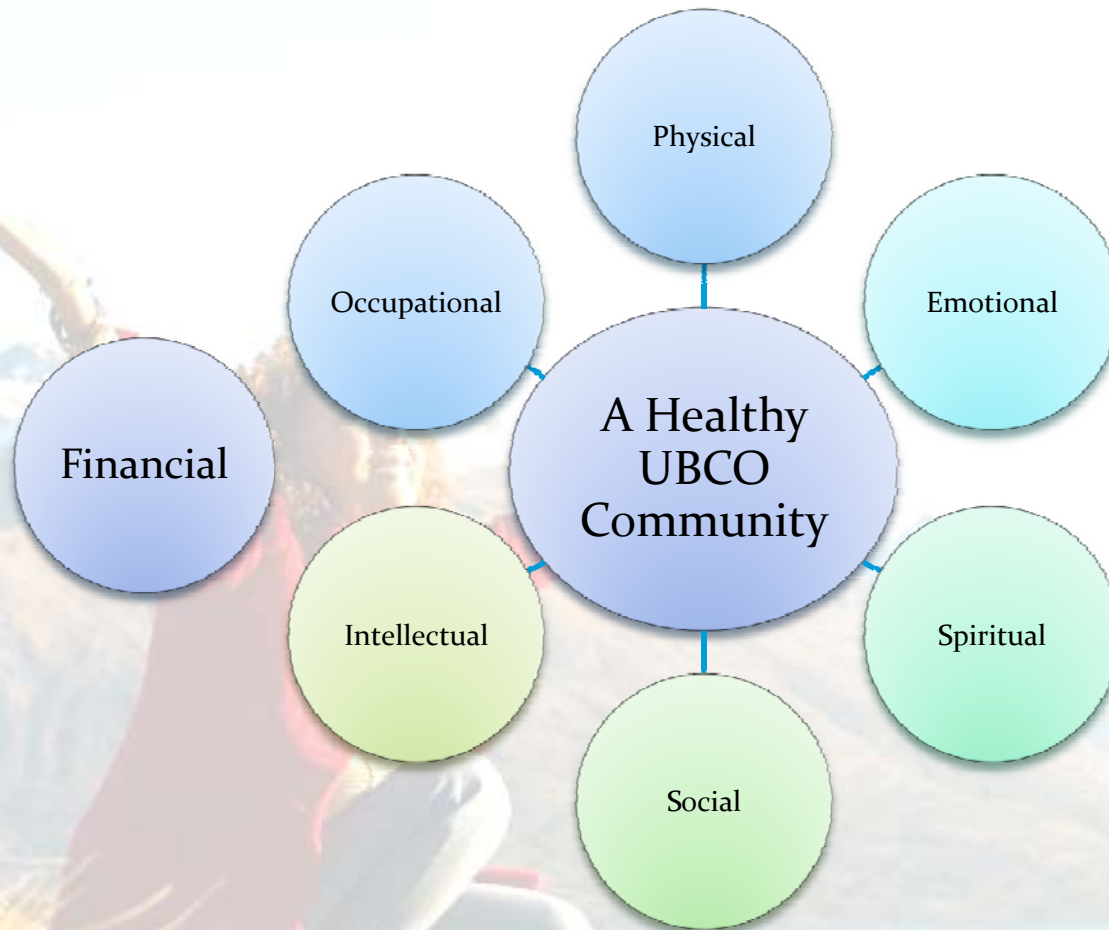 Physical
Occupational
Emotional
A Healthy
UBCO
Community
Financial
Intellectual
Spiritual
Social